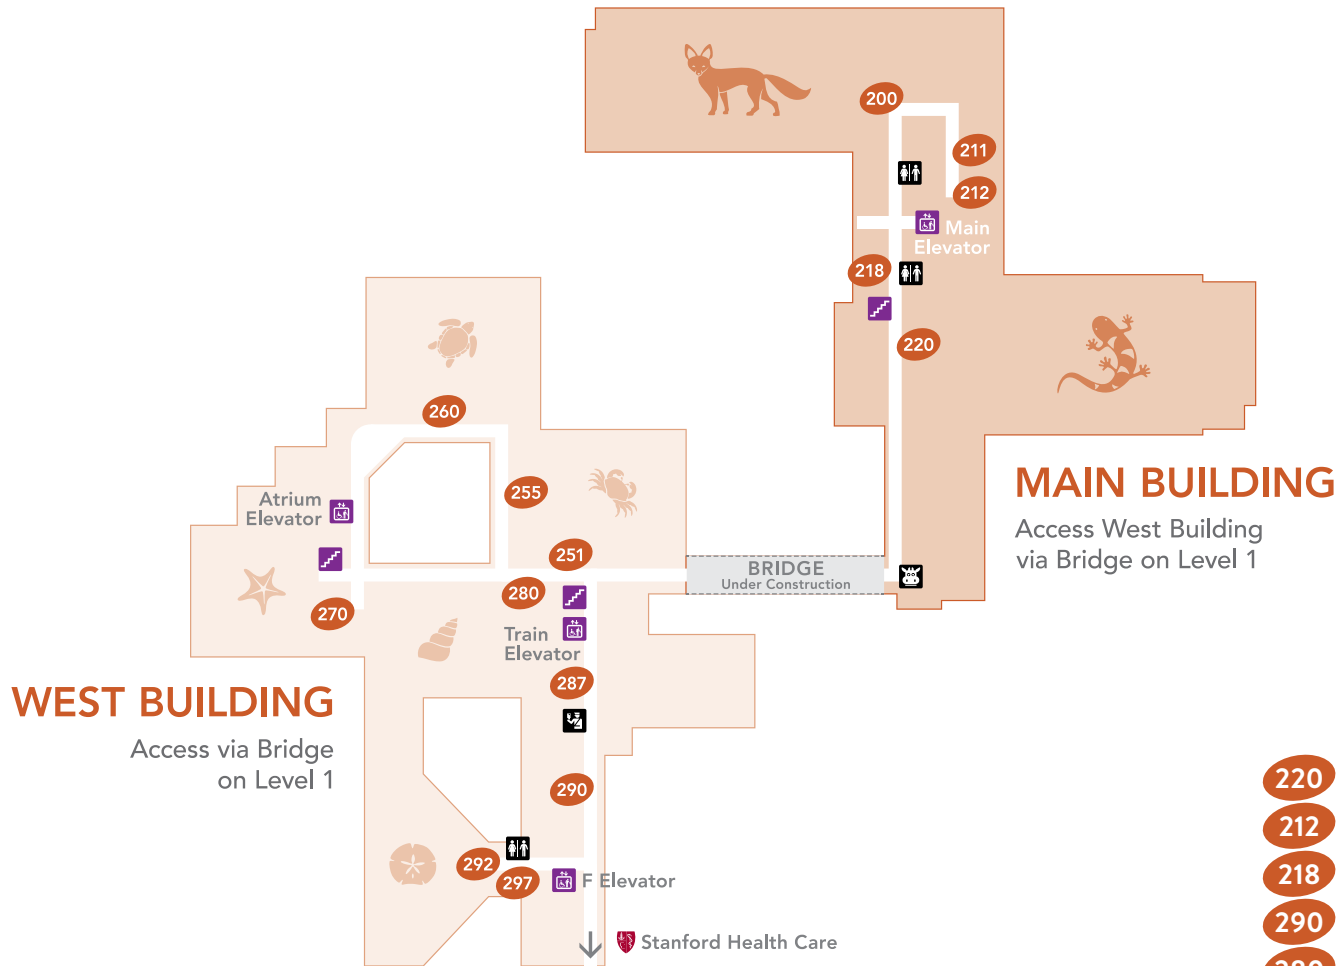 200
211
212
Main
Elevator
218
220
260
Atrium
Elevator
255
251
BRIDGE
Under Construction
280
270
Train
Elevator
287
290
292
297
F Elevator
Stanford Health Care
MAIN BUILDING
Access West Building
via Bridge on Level 1
WEST BUILDING
Access via Bridge
on Level 1
220
212
218
290